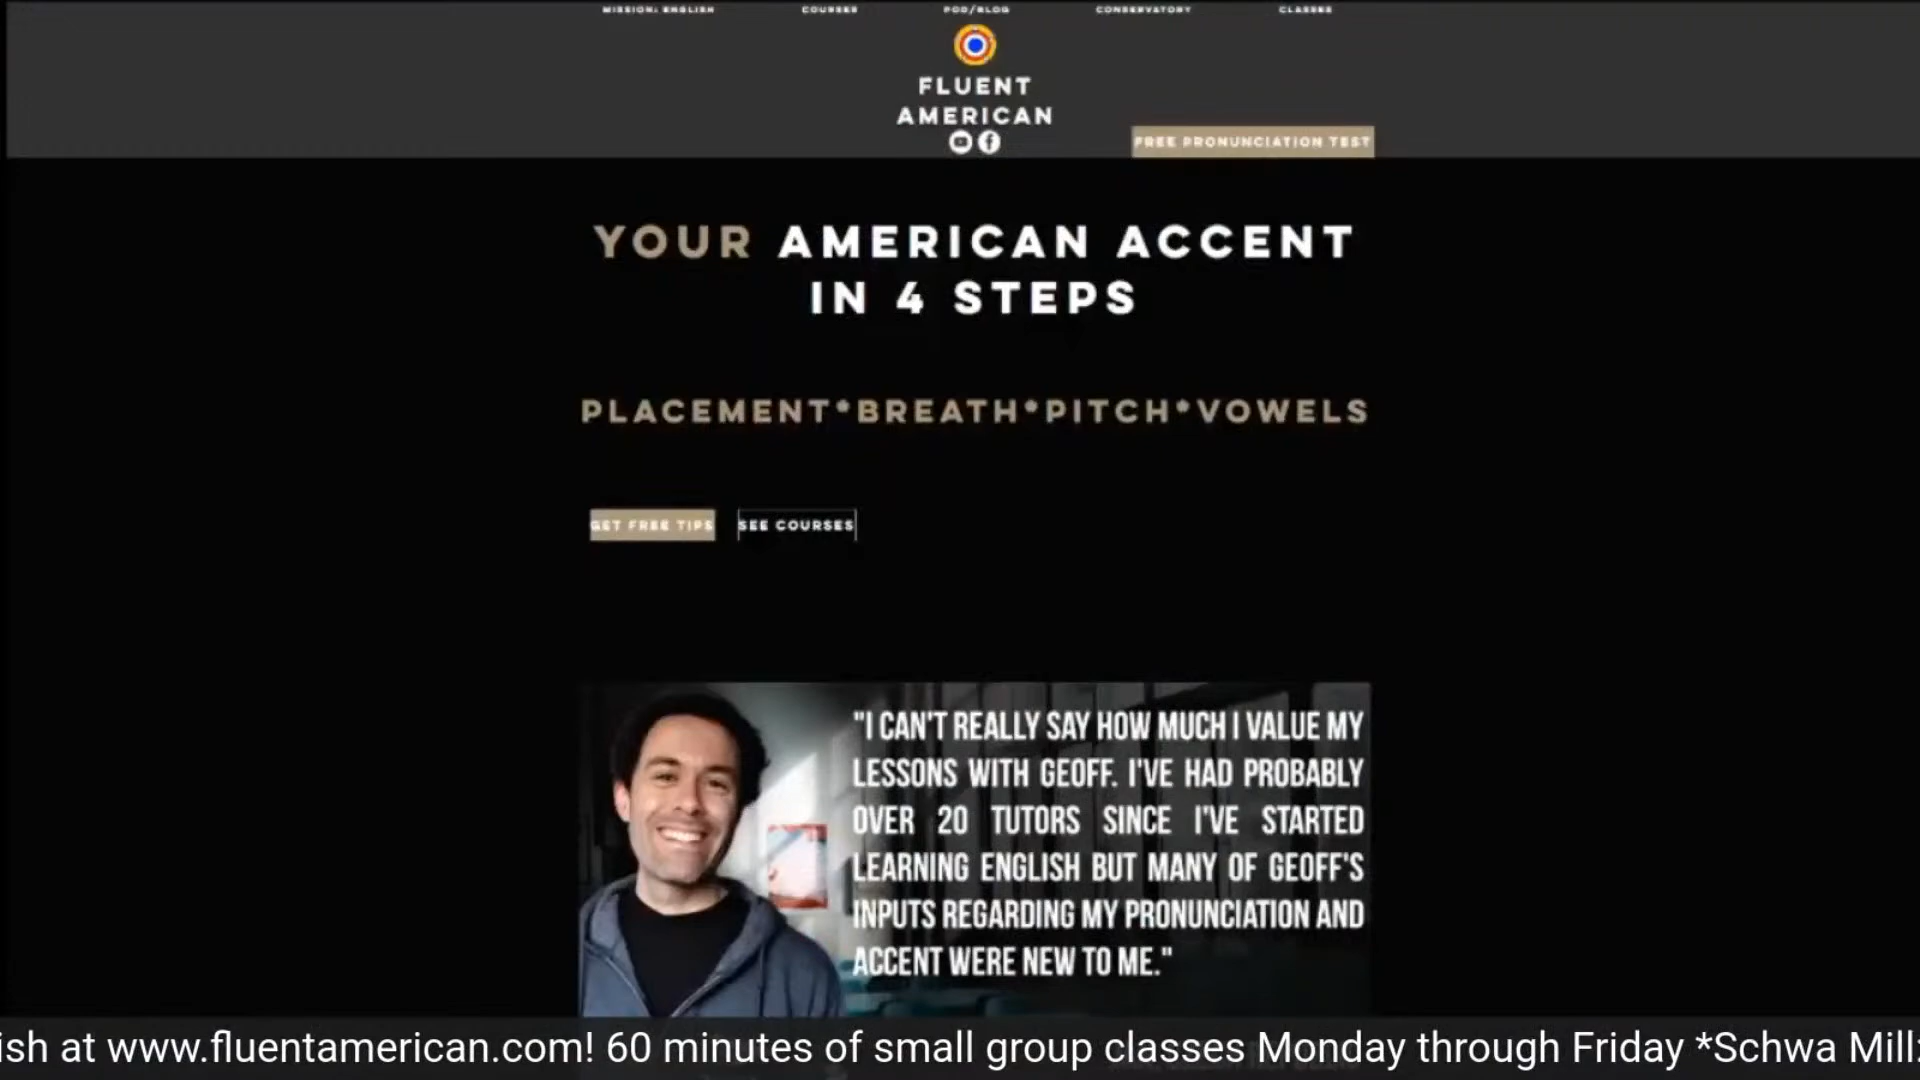 MISSION: ENGLISH COURSES POD/BLOG CONSERVATORY CLASSES
FLUENT
AMERICAN
FREE PRONUNCIATION TEST
YOUR AMERICAN ACCENT
IN 4 STEPS
PLACEMENT*BREATH*PITCH*VOWELS
GET FREE TIPS SEE COURSES
"I CAN'T REALLY SAY HOW MUCH I VALUE MY
LESSONS WITH GEOFF. I'VE HAD PROBABLY
OVER 20 TUTORS SINCE I'VE STARTED
LEARNING ENGLISH BUT MANY OF GEOFF'S
INPUTS REGARDING MY PRONUNCIATION AND
ACCENT WERE NEW TO ME."
ish at www.fluentamerican.com! 60 minutes of small group classes Monday through Friday *Schwa Mill